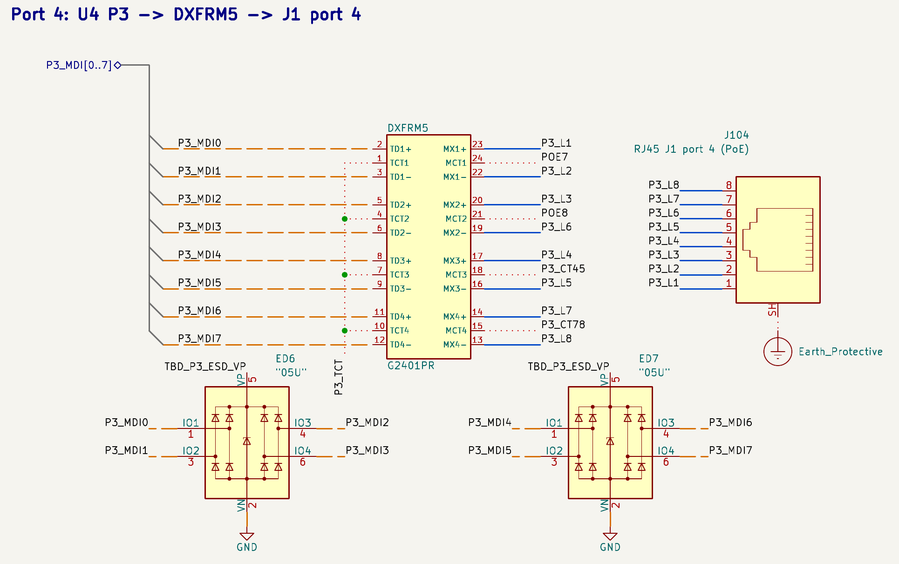 Port 4: U4 P3 -> DXFRM5 -> J1 port 4
P3_MDI[0..7]
DXFRM5
P3_MDI0 2 TD1+ MX1+ 23 P3_L1
1 TCT1 MCT1 24 POE7
P3_MDI1 3 TD1- MX1- 22 P3_L2
P3_MDI2 5 TD2+ MX2+ 20 P3_L3
4 TCT2 MCT2 21 POE8
P3_MDI3 6 TD2- MX2- 19 P3_L6
P3_MDI4 8 TD3+ MX3+ 17 P3_L4
7 TCT3 MCT3 18 P3_CT45
P3_MDI5 9 TD3- MX3- 16 P3_L5
P3_MDI6 11 TD4+ MX4+ 14 P3_L7
10 TCT4 MCT4 15 P3_CT78
P3_MDI7 12 TD4- MX4- 13 P3_L8
G2401PR
P3_TCT
J104
RJ45 J1 port 4 (PoE)
P3_L8 8
P3_L7 7
P3_L6 6
P3_L5 5
P3_L4 4
P3_L3 3
P3_L2 2
P3_L1 1
SH
Earth_Protective
TBD_P3_ESD_VP
ED6
"05U"
VP 5
P3_MDI0 IO1 1 IO3 4 P3_MDI2
P3_MDI1 IO2 3 IO4 6 P3_MDI3
VN 2
GND
TBD_P3_ESD_VP
ED7
"05U"
VP 5
P3_MDI4 IO1 1 IO3 4 P3_MDI6
P3_MDI5 IO2 3 IO4 6 P3_MDI7
VN 2
GND